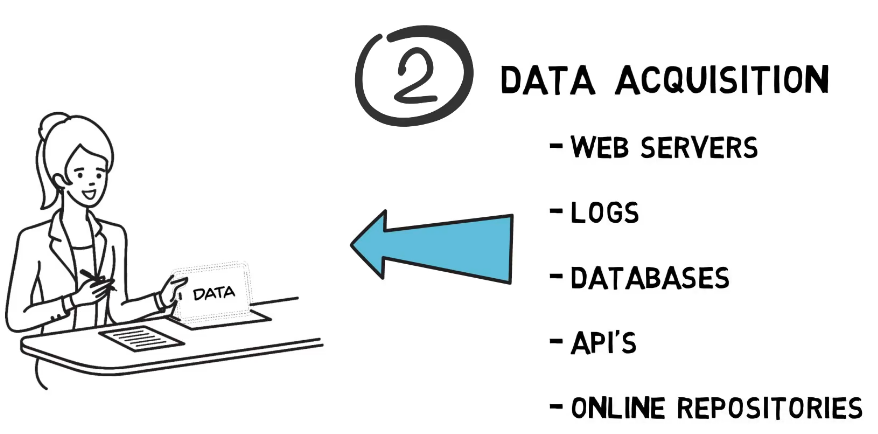 2
DATA ACQUISITION
- WEB SERVERS
- LOGS
- DATABASES
- API'S
- ONLINE REPOSITORIES
DATA